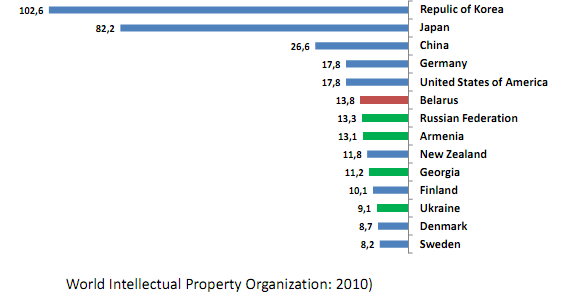 102,6 Repulic of Korea
82,2 Japan
26,6 China
17,8 Germany
17,8 United States of America
13,8 Belarus
13,3 Russian Federation
13,1 Armenia
11,8 New Zealand
11,2 Georgia
10,1 Finland
9,1 Ukraine
8,7 Denmark
8,2 Sweden
World Intellectual Property Organization: 2010)